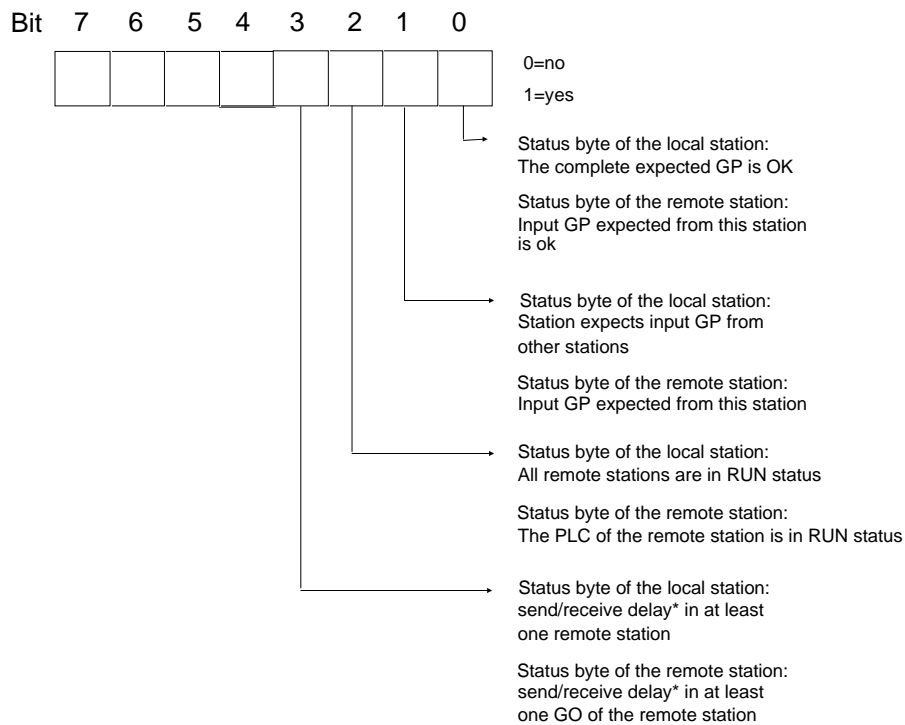 Bit 7 6 5 4 3 2 1 0
0=no
1=yes
Status byte of the local station:
The complete expected GP is OK
Status byte of the remote station:
Input GP expected from this station
is ok
Status byte of the local station:
Station expects input GP from
other stations
Status byte of the remote station:
Input GP expected from this station
Status byte of the local station:
All remote stations are in RUN status
Status byte of the remote station:
The PLC of the remote station is in RUN status
Status byte of the local station:
send/receive delay* in at least
one remote station
Status byte of the remote station:
send/receive delay* in at least
one GO of the remote station